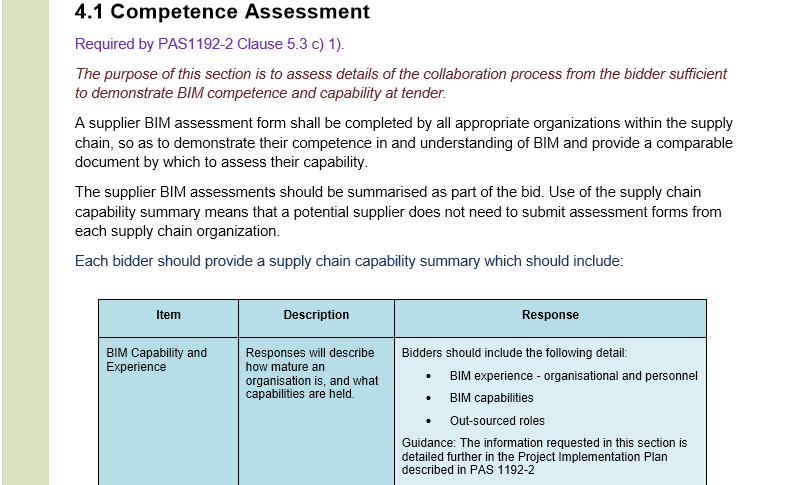 4.1 Competence Assessment
Required by PAS1192-2 Clause 5.3 c) 1).
The purpose of this section is to assess details of the collaboration process from the bidder sufficient
to demonstrate BIM competence and capability at tender.
A supplier BIM assessment form shall be completed by all appropriate organizations within the supply
chain, so as to demonstrate their competence in and understanding of BIM and provide a comparable
document by which to assess their capability.
The supplier BIM assessments should be summarised as part of the bid. Use of the supply chain
capability summary means that a potential supplier does not need to submit assessment forms from
each supply chain organization.
Each bidder should provide a supply chain capability summary which should include:
Item
Description
Response
BIM Capability and
Experience
Responses will describe
how mature an
organisation is, and what
capabilities are held.
Bidders should include the following detail:
• BIM experience - organisational and personnel
• BIM capabilities
• Out-sourced roles
Guidance: The information requested in this section is
detailed further in the Project Implementation Plan
described in PAS 1192-2